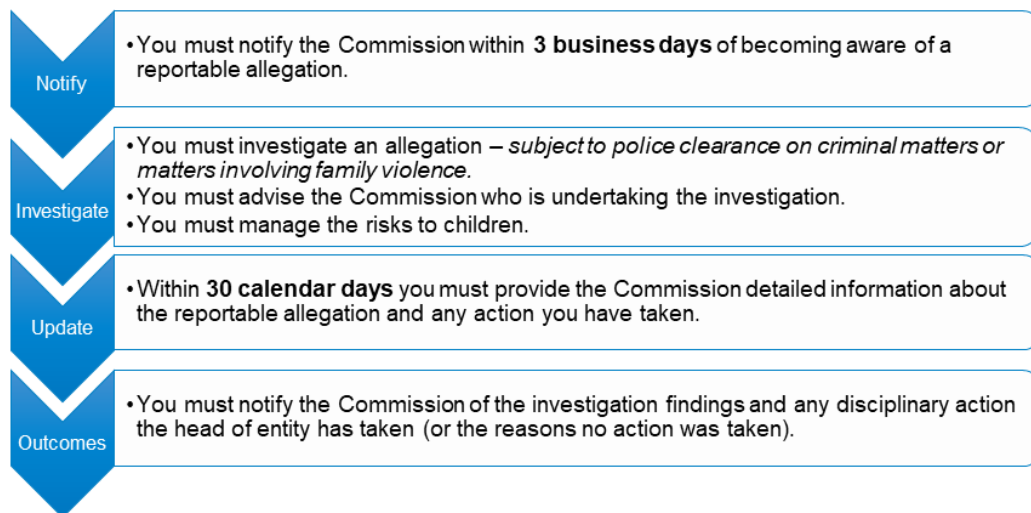 Notify
•You must notify the Commission within 3 business days of becoming aware of a
reportable allegation.
Investigate
•You must investigate an allegation – subject to police clearance on criminal matters or
matters involving family violence.
•You must advise the Commission who is undertaking the investigation.
•You must manage the risks to children.
Update
•Within 30 calendar days you must provide the Commission detailed information about
the reportable allegation and any action you have taken.
Outcomes
•You must notify the Commission of the investigation findings and any disciplinary action
the head of entity has taken (or the reasons no action was taken).